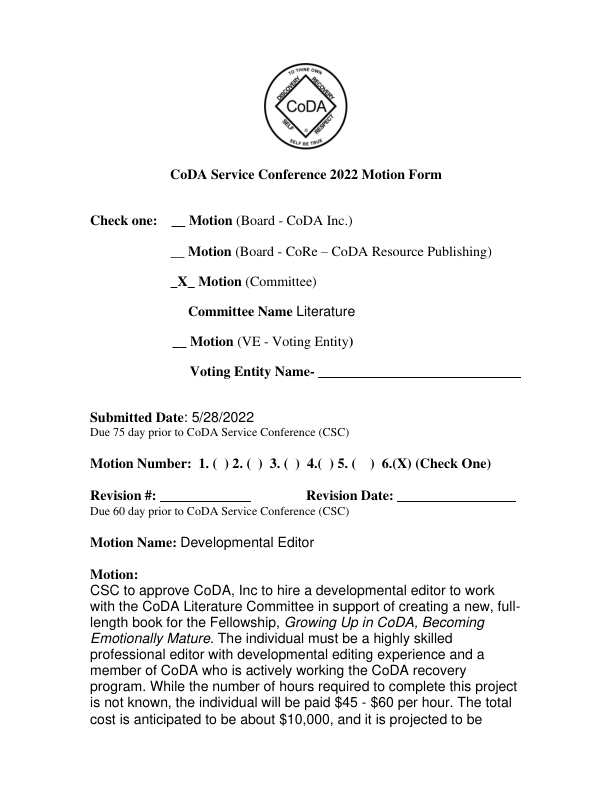 TO THINE OWN
DISCOVERY
RECOVERY
CoDA
SELF
RESPECT
SELF BE TRUE
CoDA Service Conference 2022 Motion Form
Check one: __ Motion (Board - CoDA Inc.)
__ Motion (Board - CoRe – CoDA Resource Publishing)
_X_ Motion (Committee)
Committee Name Literature
__ Motion (VE - Voting Entity)
Voting Entity Name- ____________________________
Submitted Date: 5/28/2022
Due 75 day prior to CoDA Service Conference (CSC)
Motion Number: 1. ( ) 2. ( ) 3. ( ) 4.( ) 5. ( ) 6.(X) (Check One)
Revision #: _____________ Revision Date: _________________
Due 60 day prior to CoDA Service Conference (CSC)
Motion Name: Developmental Editor
Motion:
CSC to approve CoDA, Inc to hire a developmental editor to work
with the CoDA Literature Committee in support of creating a new, full-
length book for the Fellowship, Growing Up in CoDA, Becoming
Emotionally Mature. The individual must be a highly skilled
professional editor with developmental editing experience and a
member of CoDA who is actively working the CoDA recovery
program. While the number of hours required to complete this project
is not known, the individual will be paid $45 - $60 per hour. The total
cost is anticipated to be about $10,000, and it is projected to be